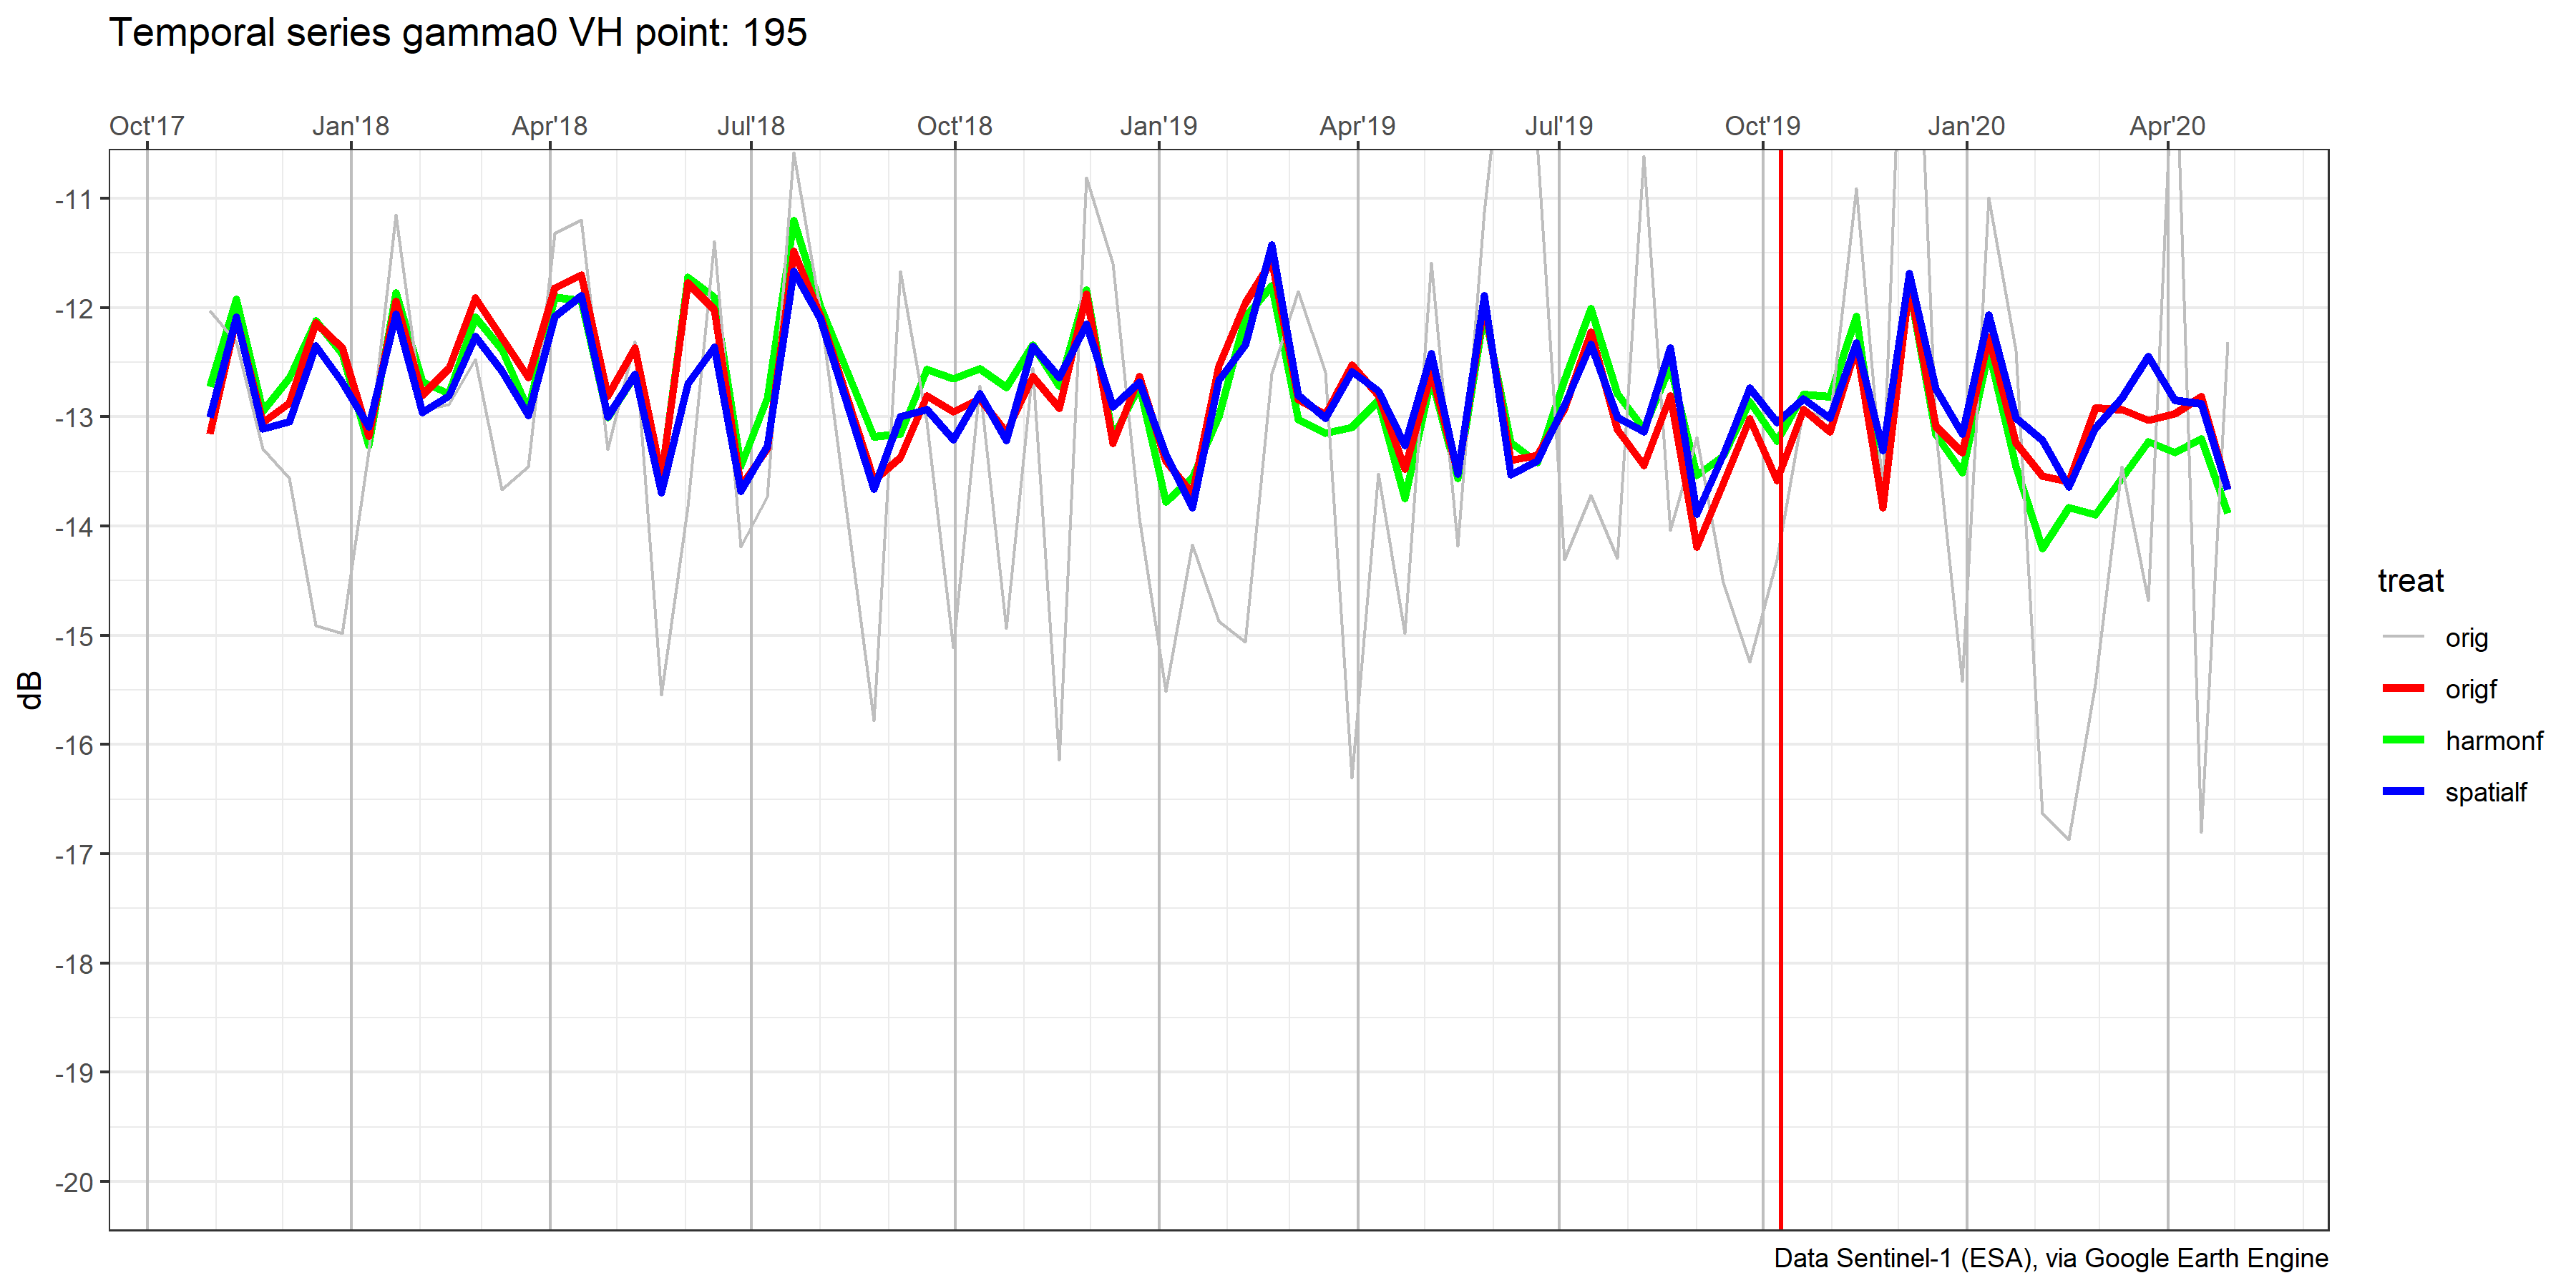 Temporal series gamma0 VH point: 195
Oct'17 Jan'18 Apr'18 Jul'18 Oct'18 Jan'19 Apr'19 Jul'19 Oct'19 Jan'20 Apr'20
-11
-12
-13
-14
-15
-16
-17
-18
-19
-20
dB
treat
orig
origf
harmonf
spatialf
Data Sentinel-1 (ESA), via Google Earth Engine